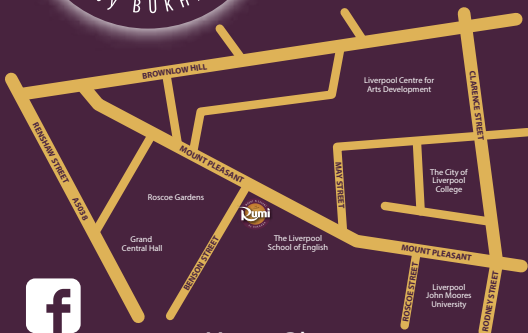 by BUKH
BROWNLOW HILL
Liverpool Centre for
Arts Development
CLARENCE STREET
RENSHAW STREET A5038
MOUNT PLEASANT
MAY STREET
The City of
Liverpool
College
Roscoe Gardens
Rumi
Grand
Central Hall
BENSON STREET
The Liverpool
School of English
MOUNT PLEASANT
ROSCOE STREET
Liverpool
John Moores
University
RODNEY STREET
f